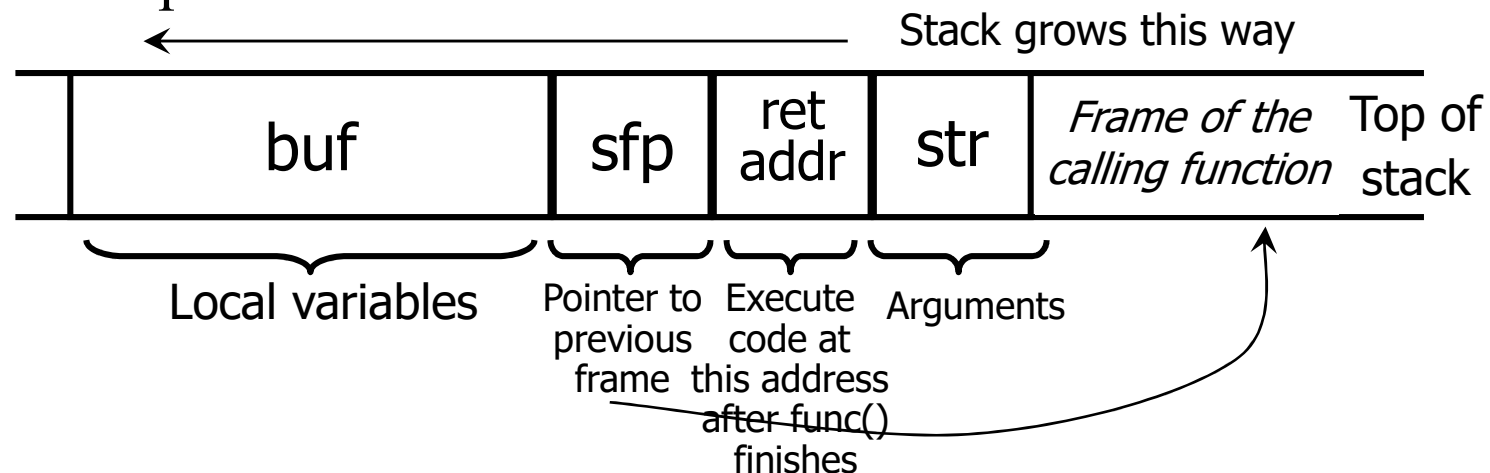 Stack grows this way
buf
sfp
ret
addr
str
Frame of the
calling function
Top of
stack
Local variables
Pointer to
previous
frame
Execute
code at
this address
after func()
finishes
Arguments